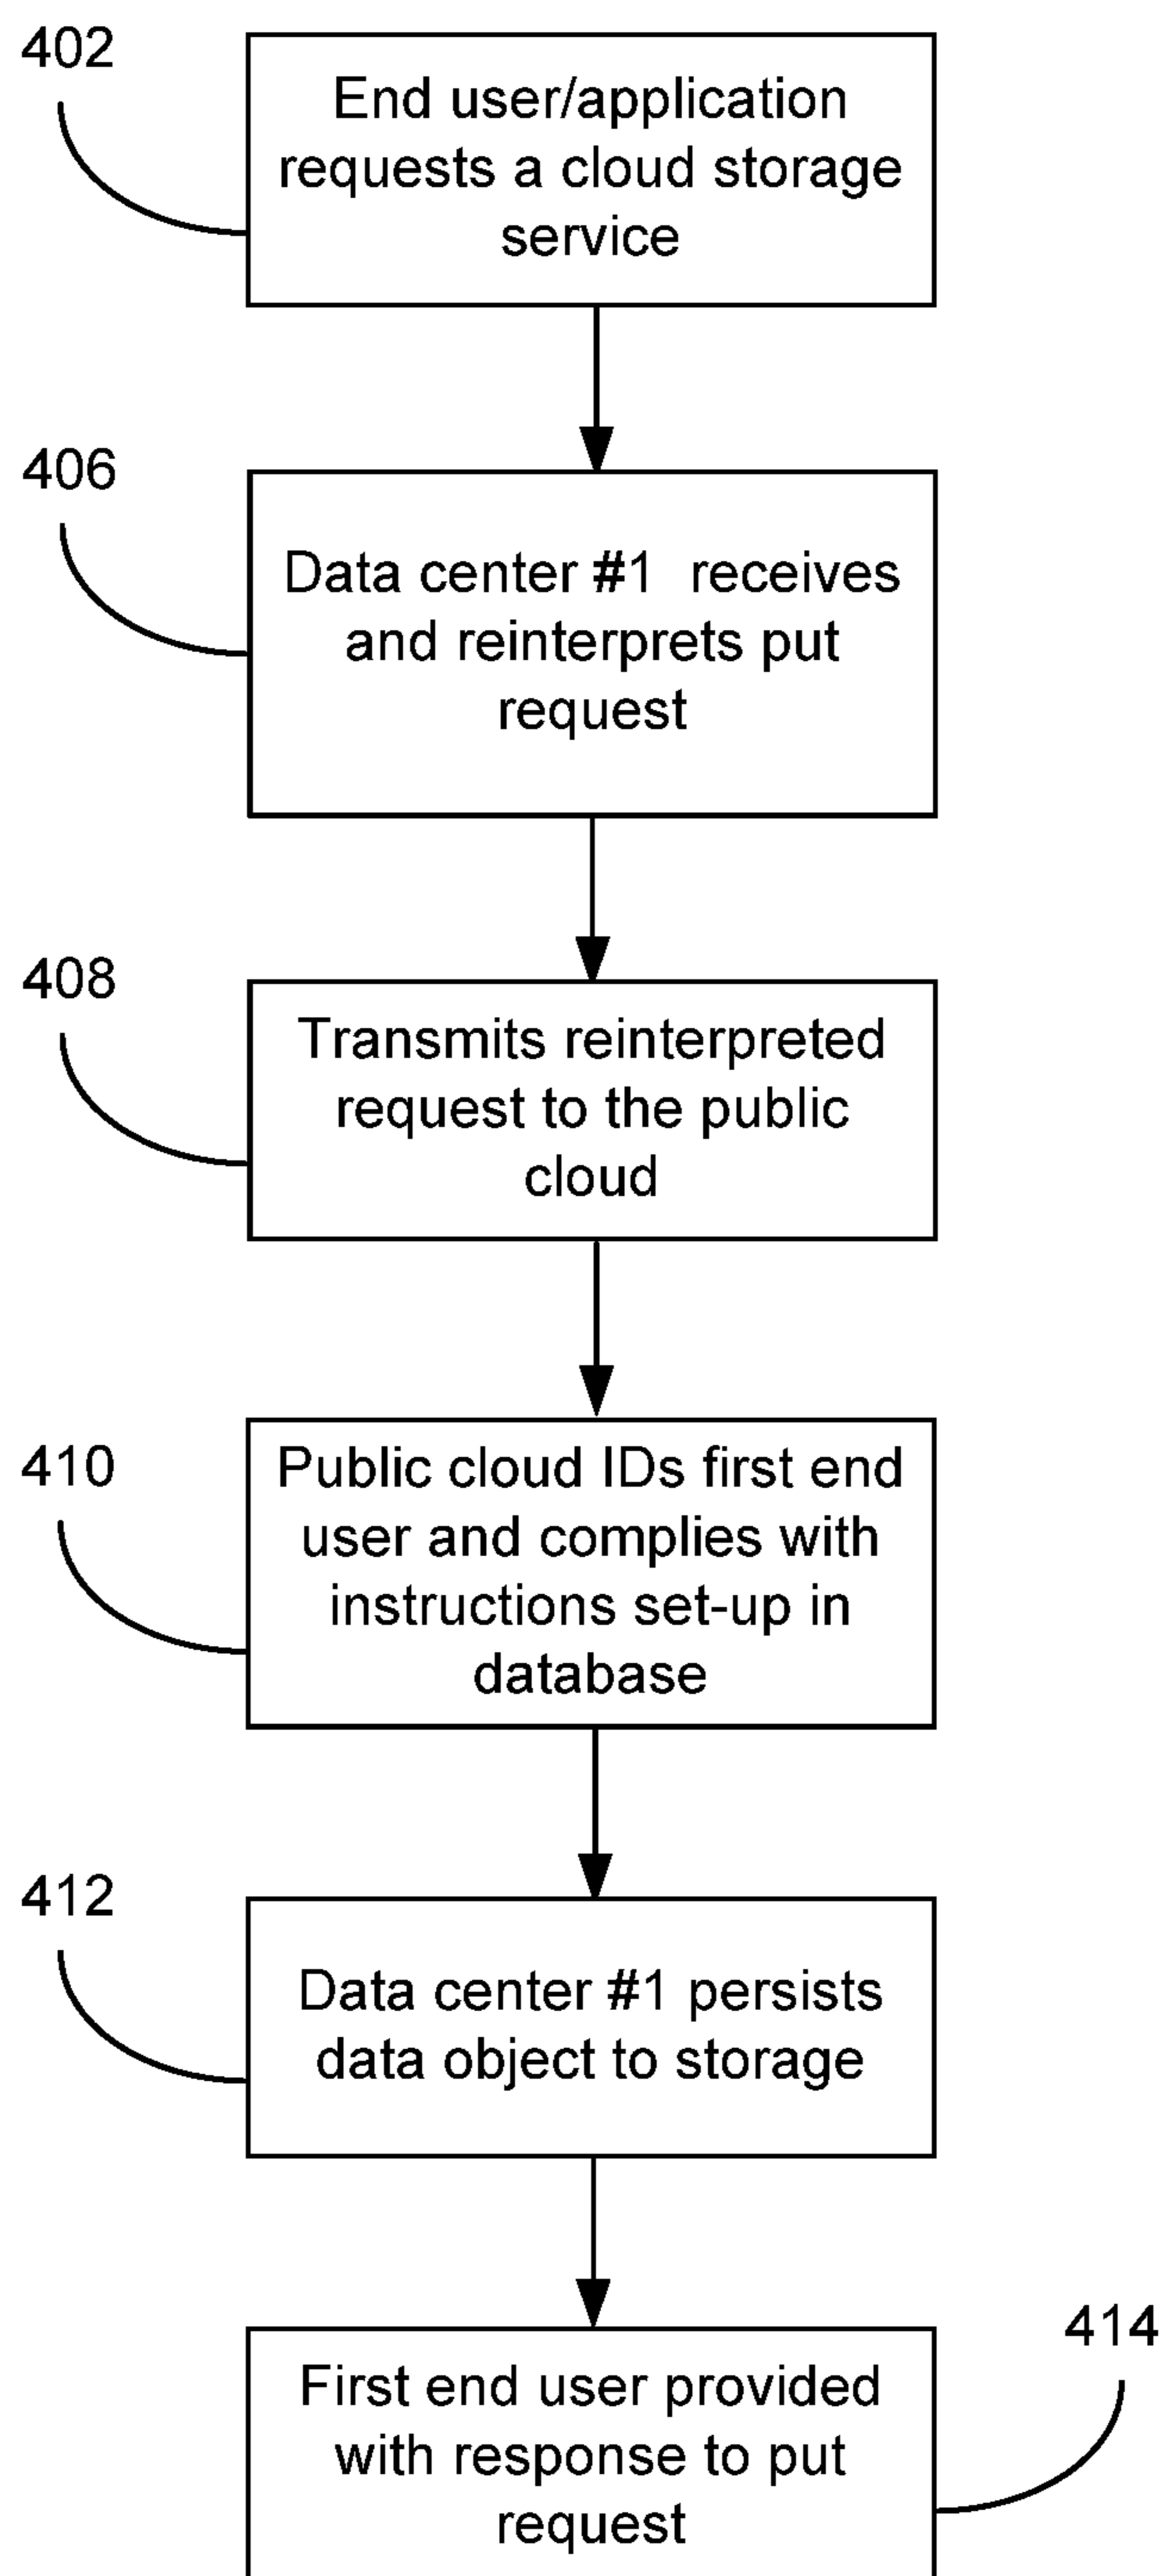 402
End user/application
requests a cloud storage
service
406
Data center #1  receives
and reinterprets put
request
408
Transmits reinterpreted
request to the public
cloud
410
Public cloud IDs first end
user and complies with
instructions set-up in
database
412
Data center #1 persists
data object to storage
414
First end user provided
with response to put
request